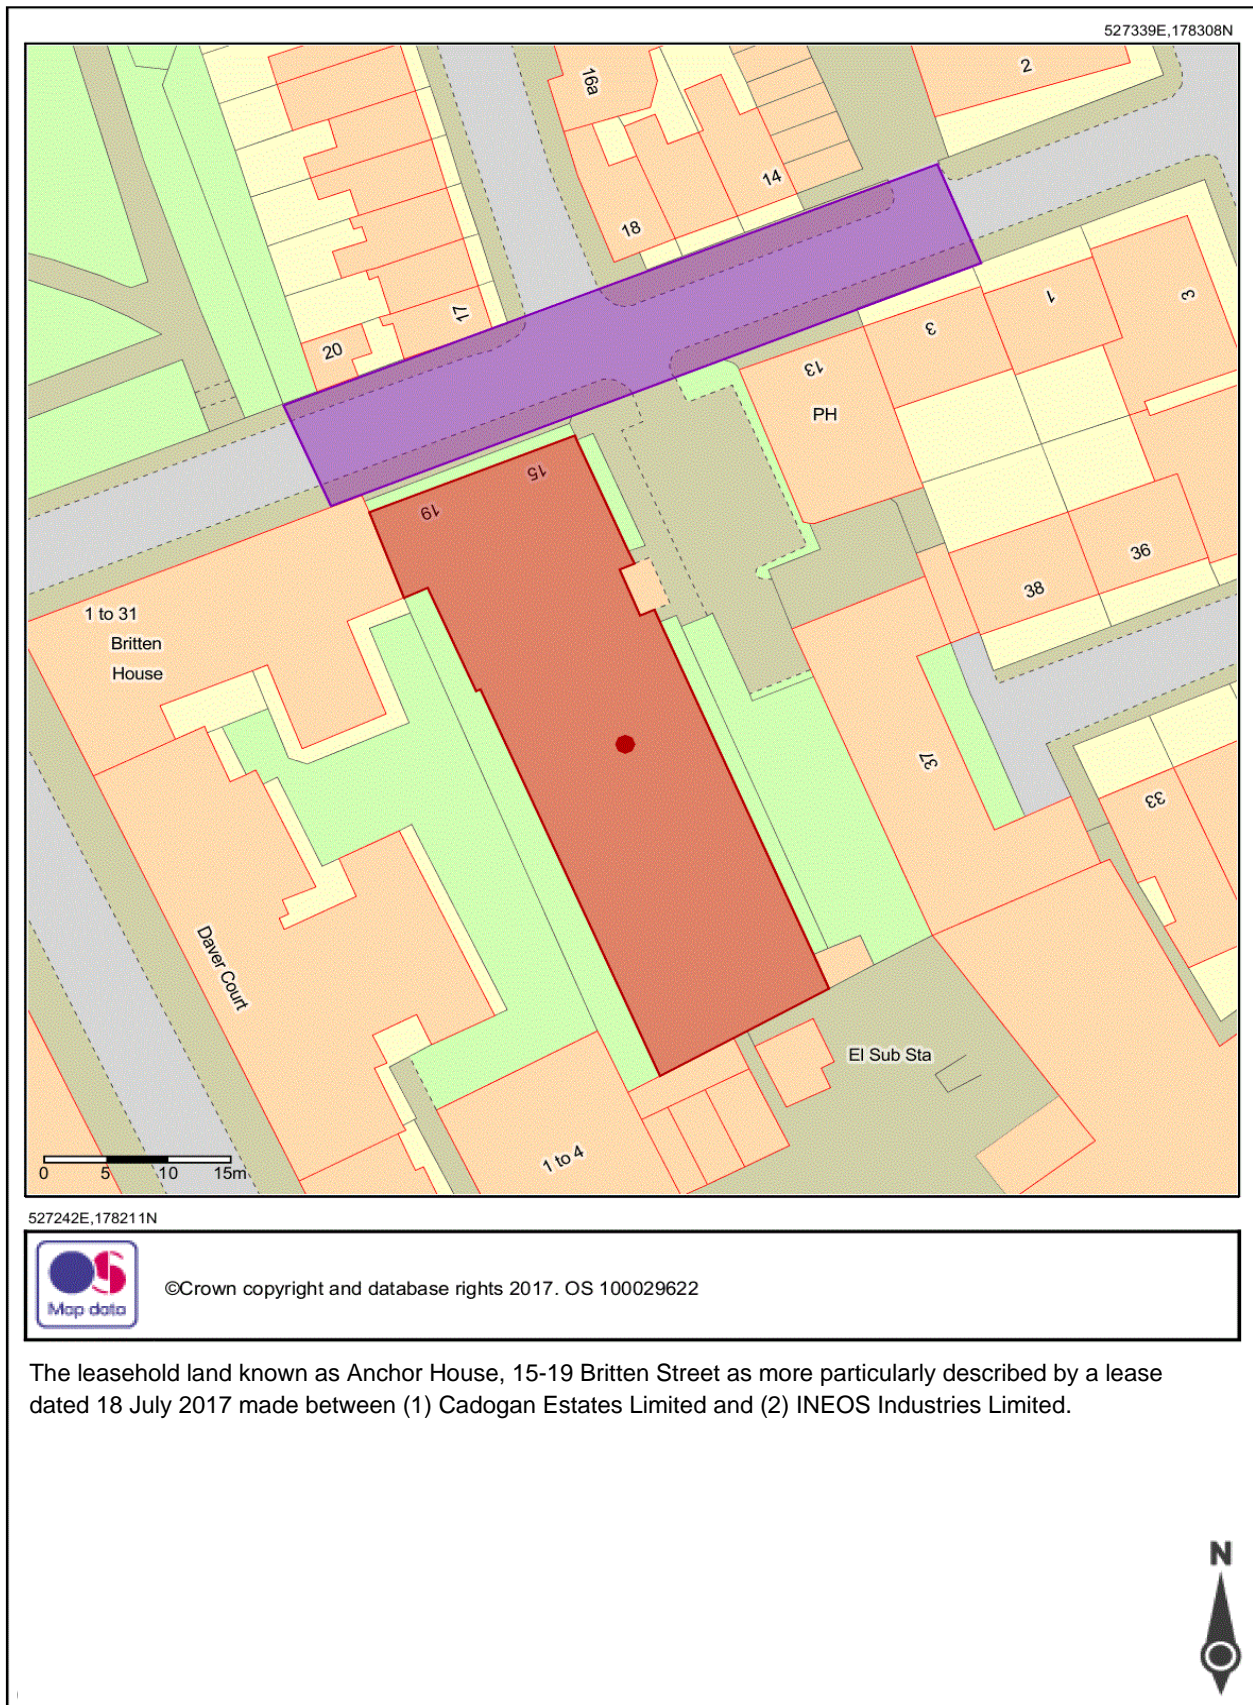 527339E,178308N
16a
2
14
18
17
20
13
PH
3
1
3
15
19
38
36
1 to 31
Britten
House
37
33
Daver Court
El Sub Sta
1 to 4
0 5 10 15m
527242E,178211N
OS
Map data
©Crown copyright and database rights 2017. OS 100029622
The leasehold land known as Anchor House, 15-19 Britten Street as more particularly described by a lease
dated 18 July 2017 made between (1) Cadogan Estates Limited and (2) INEOS Industries Limited.
N